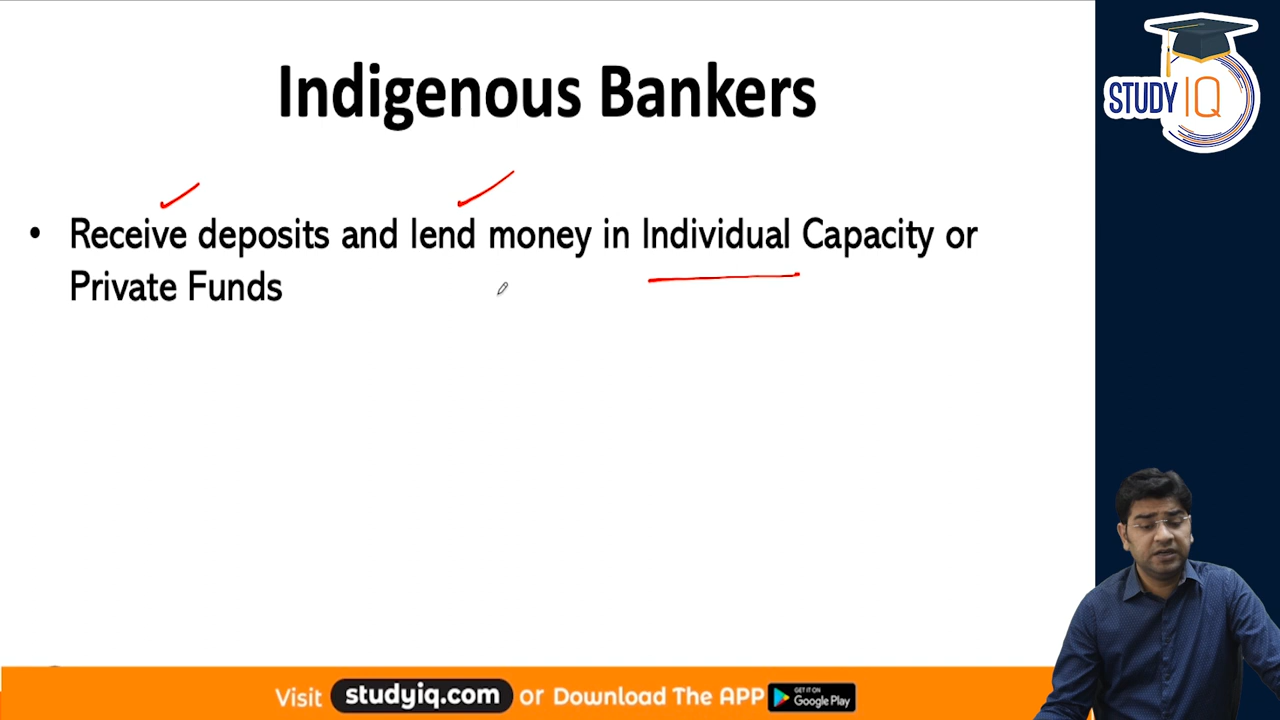 Indigenous Bankers
STUDY IQ
• Receive deposits and lend money in Individual Capacity or
Private Funds
Visit studyiq.com or Download The APP GET IT ON Google Play